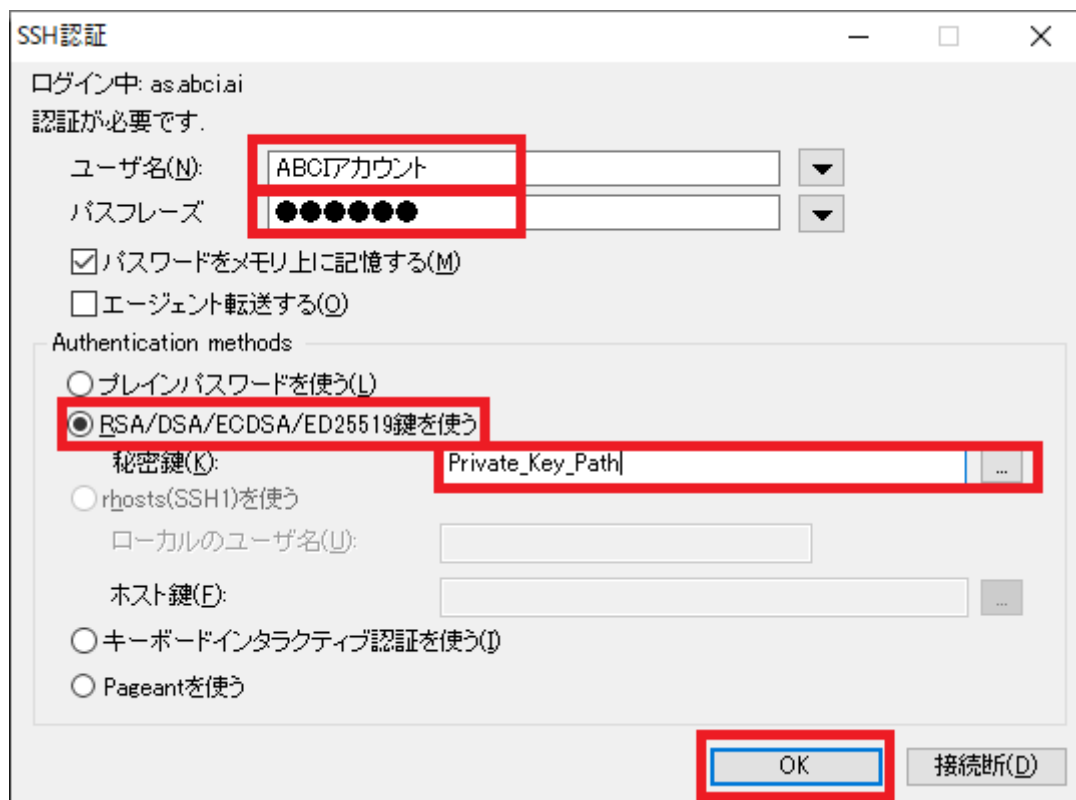 SSH認証
ログイン中: as.abci.ai
認証が必要です.
ユーザ名(N): ABCIアカウント
パスフレーズ ●●●●●●
パスワードをメモリ上に記憶する(M)
エージェント転送する(O)
Authentication methods
プレインパスワードを使う(L)
RSA/DSA/ECDSA/ED25519鍵を使う
秘密鍵(K): Private_Key_Path ...
rhosts(SSH1)を使う
ローカルのユーザ名(U):
ホスト鍵(F): ...
キーボードインタラクティブ認証を使う(I)
Pageantを使う
OK 接続断(D)